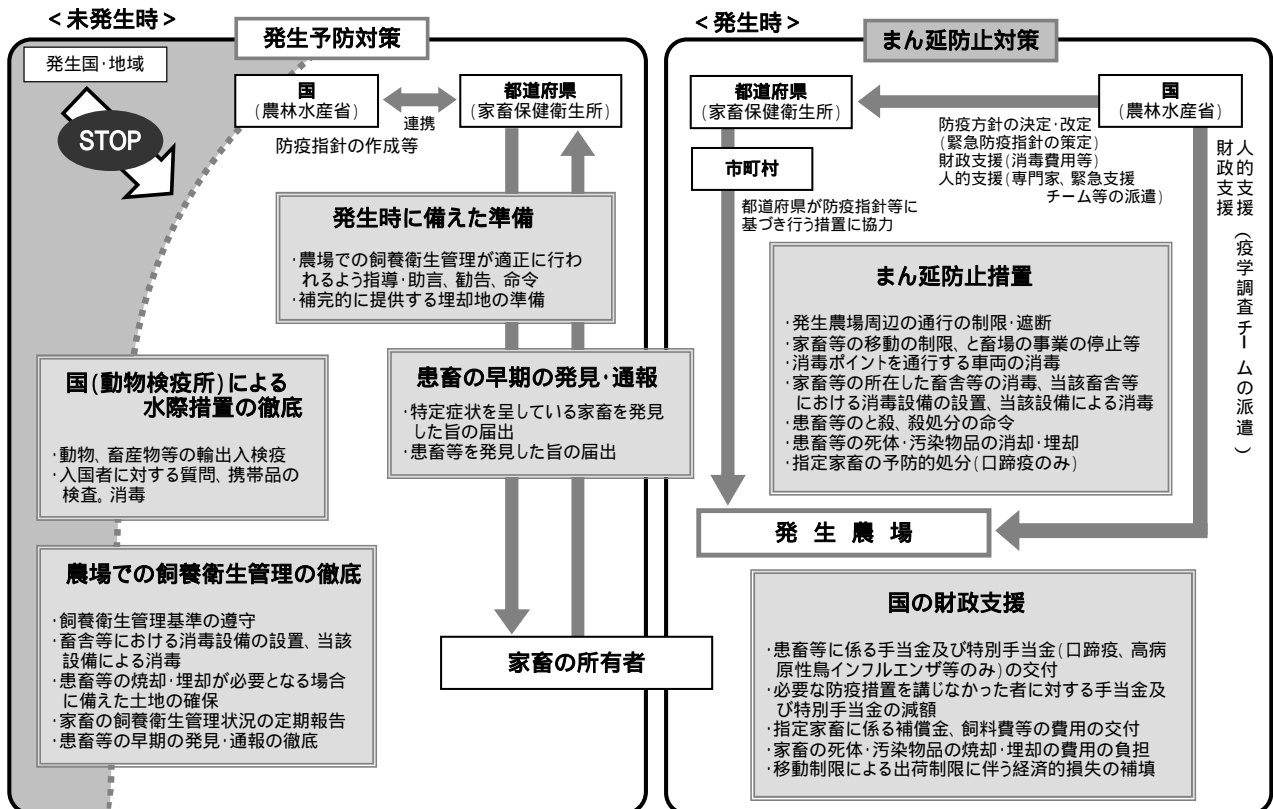 <未発生時>
発生予防対策
発生国・地域
STOP
国
(農林水産省)
連携
都道府県
(家畜保健衛生所)
防疫指針の作成等
発生時に備えた準備
・農場での飼養衛生管理が適正に行わ
れるよう指導・助言、勧告、命令
・補完的に提供する埋却地の準備
国(動物検疫所)による
水際措置の徹底
・動物、畜産物等の輸出入検疫
・入国者に対する質問、携帯品の
検査。消毒
患畜の早期の発見・通報
・特定症状を呈している家畜を発見
した旨の届出
・患畜等を発見した旨の届出
農場での飼養衛生管理の徹底
・飼養衛生管理基準の遵守
・畜舎等における消毒設備の設置、当該
設備による消毒
・患畜等の焼却・埋却が必要となる場合
に備えた土地の確保
・家畜の飼養衛生管理状況の定期報告
・患畜等の早期の発見・通報の徹底
家畜の所有者
<発生時>
まん延防止対策
都道府県
(家畜保健衛生所)
国
(農林水産省)
防疫方針の決定・改定
(緊急防疫指針の策定)
財政支援(消毒費用等)
人的支援(専門家、緊急支援
チーム等の派遣)
市町村
都道府県が防疫指針等に
基づき行う措置に協力
人的支援(疫学調査チームの派遣)
財政支援
まん延防止措置
・発生農場周辺の通行の制限・遮断
・家畜等の移動の制限、と畜場の事業の停止等
・消毒ポイントを通行する車両の消毒
・家畜等の所在した畜舎等の消毒、当該畜舎等
における消毒設備の設置、当該設備による消毒
・患畜等のと殺、殺処分の命令
・患畜等の死体・汚染物品の消却・埋却
・指定家畜の予防的処分(口蹄疫のみ)
発生農場
国の財政支援
・患畜等に係る手当金及び特別手当金(口蹄疫、高病
原性鳥インフルエンザ等のみ)の交付
・必要な防疫措置を講じなかった者に対する手当金及
び特別手当金の減額
・指定家畜に係る補償金、飼料費等の費用の交付
・家畜の死体・汚染物品の焼却・埋却の費用の負担
・移動制限による出荷制限に伴う経済的損失の補填